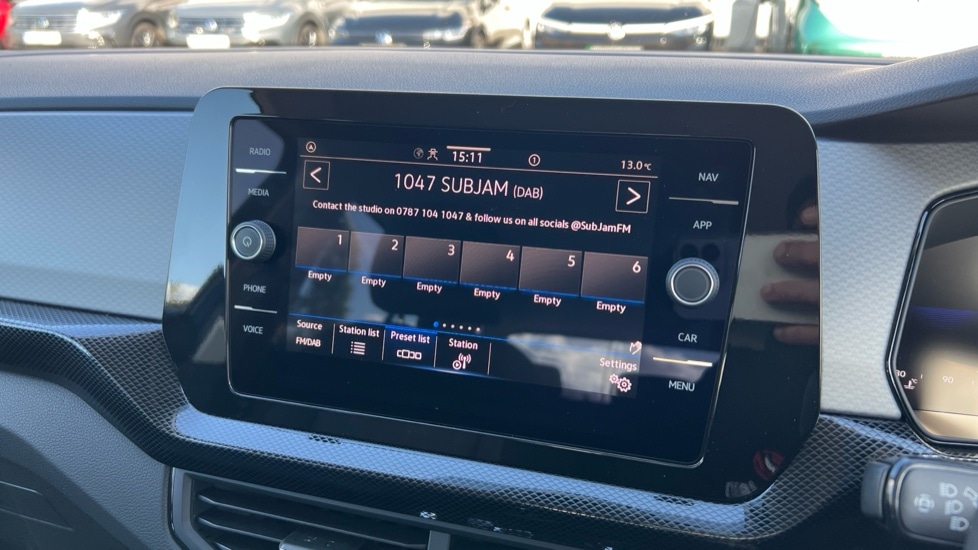 RADIO
MEDIA
PHONE
VOICE
15:11
13.0°C
1047 SUBJAM (DAB)
Contact the studio on 0787 104 1047 & follow us on all socials @SubJamFM
1 2 3 4 5 6
Empty Empty Empty Empty Empty Empty
Source Station list Preset list Station Settings
FM/DAB
NAV
APP
CAR
MENU
90